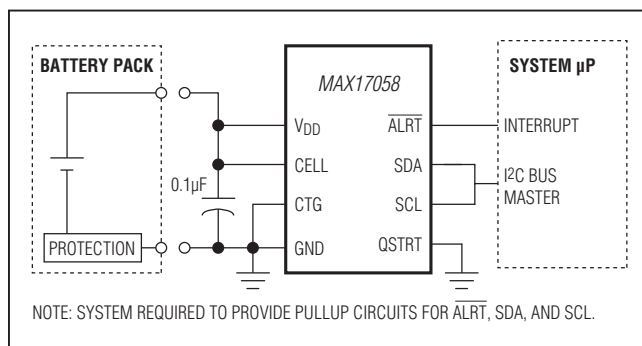 BATTERY PACK
PROTECTION
0.1µF
MAX17058
VDD
CELL
CTG
GND
ALRT
SDA
SCL
QSTRT
SYSTEM µP
INTERRUPT
I2C BUS
MASTER
NOTE: SYSTEM REQUIRED TO PROVIDE PULLUP CIRCUITS FOR ALRT, SDA, AND SCL.